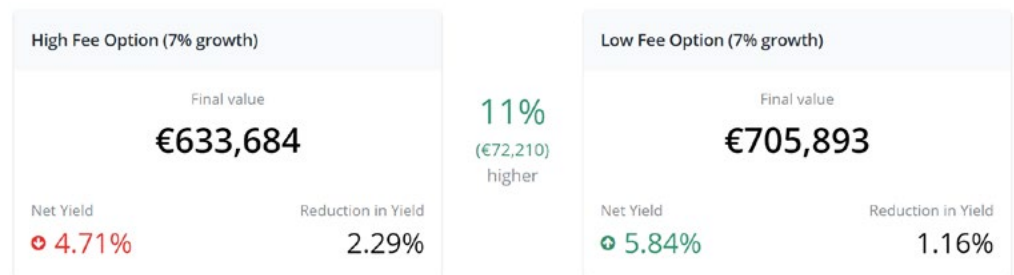 High Fee Option (7% growth)
Final value
€633,684
Net Yield
Reduction in Yield
4.71%
2.29%
11%
(€72,210)
higher
Low Fee Option (7% growth)
Final value
€705,893
Net Yield
Reduction in Yield
5.84%
1.16%